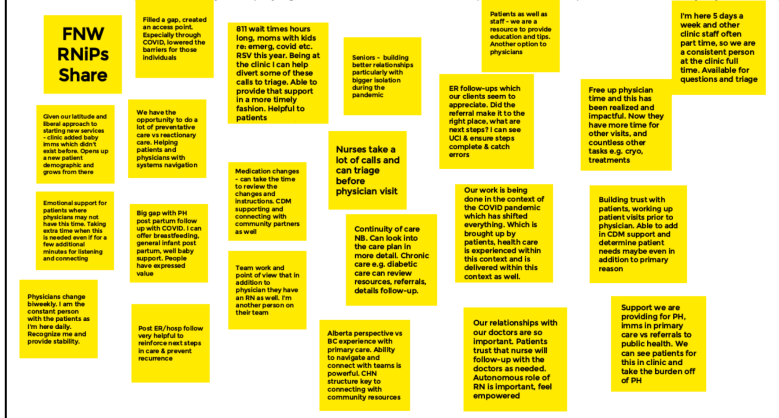 FNW
RNiPs
Share
Filled a gap, created
an access point.
Especially through
COVID, lowered the
barriers for those
individuals
811 wait times hours
long, moms with kids
re: emerg, covid etc.
RSV this year. Being at
the clinic I can help
divert some of these
calls to triage. Able to
provide that support
in a more timely
fashion. Helpful to
patients
Seniors - building
better relationships
particularly with
bigger isolation
during the
pandemic
Patients as well as
staff - we are a
resource to provide
education and tips.
Another option to
physicians
I'm here 5 days a
week and other
clinic staff often
part time, so we are
a consistent person
at the clinic full
time. Available for
questions and triage
Given our latitude and
liberal approach to
starting new services
- clinic added baby
imms which didn't
exist before. Opens up
a new patient
demographic and
grows from there
We have the
opportunity to do a
lot of preventative
care vs reactionary
care. Helping
patients and
physicians with
systems navigation
Nurses take a
lot of calls and
can triage
before
physician visit
ER follow-ups which
our clients seem to
appreciate. Did the
referral make it to the
right place, what are
next steps? I can see
UCI & ensure steps
complete & catch
errors
Free up physician
time and this has
been realized and
impactful. Now they
have more time for
other visits, and
countless other
tasks e.g. cryo,
treatments
Emotional support for
patients where
physicians may not
have this time. Taking
extra time when this
is needed even if for a
few additional
minutes for listening
and connecting
Big gap with PH
post partum follow
up with COVID. I can
offer breastfeeding,
general infant post
partum, well baby
support. People
have expressed
value
Medication changes
- can take the time
to review the
changes and
instructions. CDM
supporting and
connecting with
community partners
as well
Continuity of care
NB. Can look into
the care plan in
more detail. Chronic
care e.g. diabetic
care can review
resources, referrals,
details follow-up.
Our work is being
done in the context of
the COVID pandemic
which has shifted
everything. Which is
brought up by
patients, health care
is experienced within
this context and is
delivered within this
context as well.
Building trust with
patients, working up
patient visits prior to
physician. Able to add
in CDM support and
determine patient
needs maybe even in
addition to primary
reason
Physicians change
biweekly. I am the
constant person
with the patients as
I'm here daily.
Recognize me and
provide stability.
Post ER/hosp follow
very helpful to
reinforce next steps
in care & prevent
recurrence
Team work and
point of view that in
addition to
physician they have
an RN as well. I'm
another person on
their team
Alberta perspective vs
BC experience with
primary care. Ability
to navigate and
connect with teams is
powerful. CHN
structure key to
connecting with
community resources
Our relationships with
our doctors are so
important. Patients
trust that nurse will
follow-up with the
doctors as needed.
Autonomous role of
RN is important, feel
empowered
Support we are
providing for PH,
imms in primary
care vs referrals to
public health. We
can see patients for
this in clinic and
take the burden off
of PH